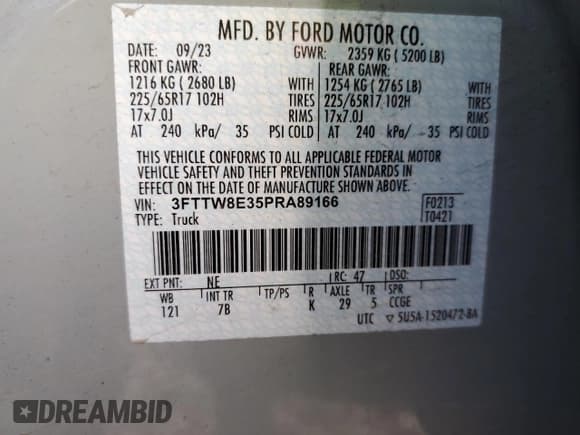 MFD. BY FORD MOTOR CO.
DATE: 09/23 GVWR: 2359 KG ( 5200 LB)
FRONT GAWR: REAR GAWR:
1216 KG ( 2680 LB) WITH 1254 KG ( 2765 LB) WITH
225/65R17 102H TIRES 225/65R17 102H TIRES
17x7.0J RIMS 17x7.0J RIMS
AT 240 kPa/ 35 PSI COLD AT 240 kPa/ 35 PSI COLD
THIS VEHICLE CONFORMS TO ALL APPLICABLE FEDERAL MOTOR
VEHICLE SAFETY AND THEFT PREVENTION STANDARDS IN
EFFECT ON THE DATE OF MANUFACTURE SHOWN ABOVE.
VIN: 3FTTW8E35PRA89166 F0213
TYPE: Truck T0421
EXT PNT: NE RC: 47 DSO:
WB INT TR TP/PS R AXLE TR SPR
121 7B K 29 5 CCGE
UTC ▽ 5U5A-1520472-BA
DREAMBID